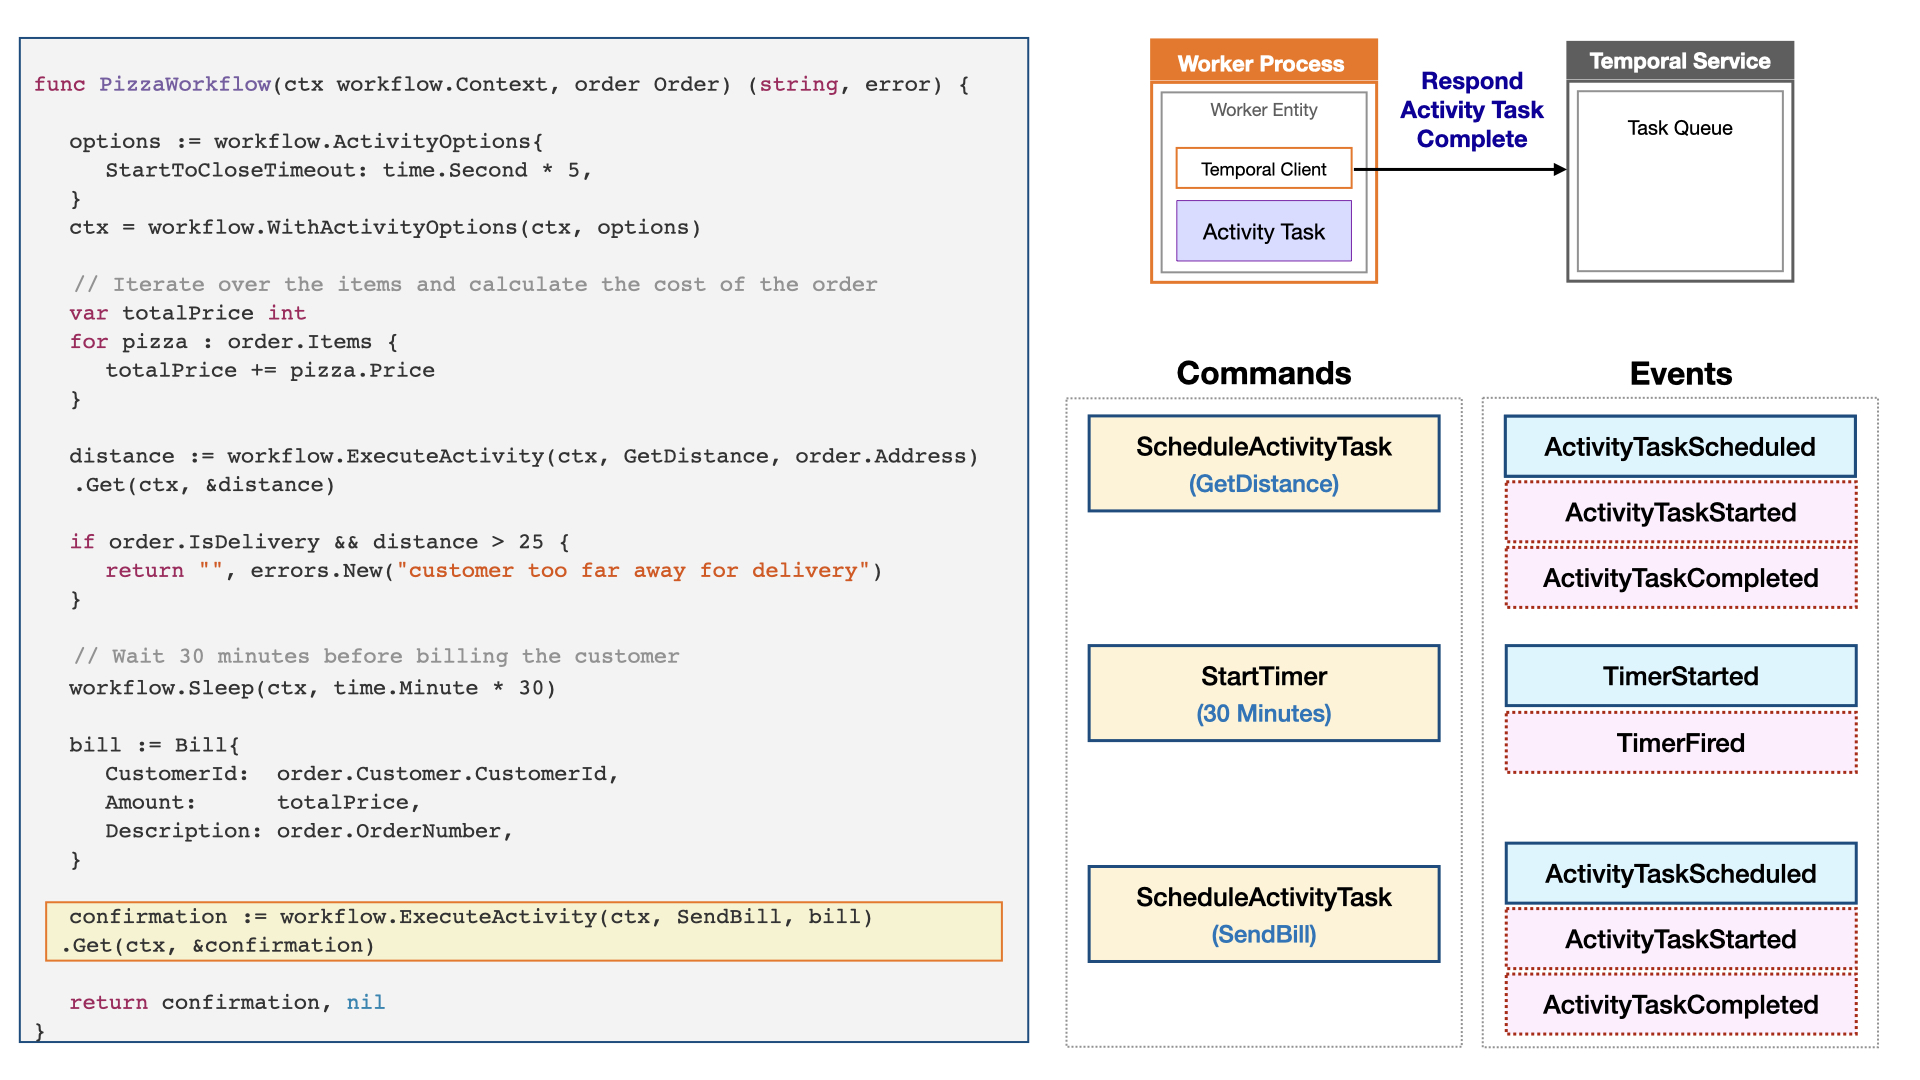 func PizzaWorkflow(ctx workflow.Context, order Order) (string, error) {
options := workflow.ActivityOptions{
StartToCloseTimeout: time.Second * 5,
}
ctx = workflow.WithActivityOptions(ctx, options)
// Iterate over the items and calculate the cost of the order
var totalPrice int
for pizza : order.Items {
totalPrice += pizza.Price
}
distance := workflow.ExecuteActivity(ctx, GetDistance, order.Address)
.Get(ctx, &distance)
if order.IsDelivery && distance > 25 {
return "", errors.New("customer too far away for delivery")
}
// Wait 30 minutes before billing the customer
workflow.Sleep(ctx, time.Minute * 30)
bill := Bill{
CustomerId: order.Customer.CustomerId,
Amount: totalPrice,
Description: order.OrderNumber,
}
confirmation := workflow.ExecuteActivity(ctx, SendBill, bill)
.Get(ctx, &confirmation)
return confirmation, nil
}
Worker Process
Worker Entity
Temporal Client
Activity Task
Respond
Activity Task
Complete
Temporal Service
Task Queue
Commands
ScheduleActivityTask
(GetDistance)
StartTimer
(30 Minutes)
ScheduleActivityTask
(SendBill)
Events
ActivityTaskScheduled
ActivityTaskStarted
ActivityTaskCompleted
TimerStarted
TimerFired
ActivityTaskScheduled
ActivityTaskStarted
ActivityTaskCompleted